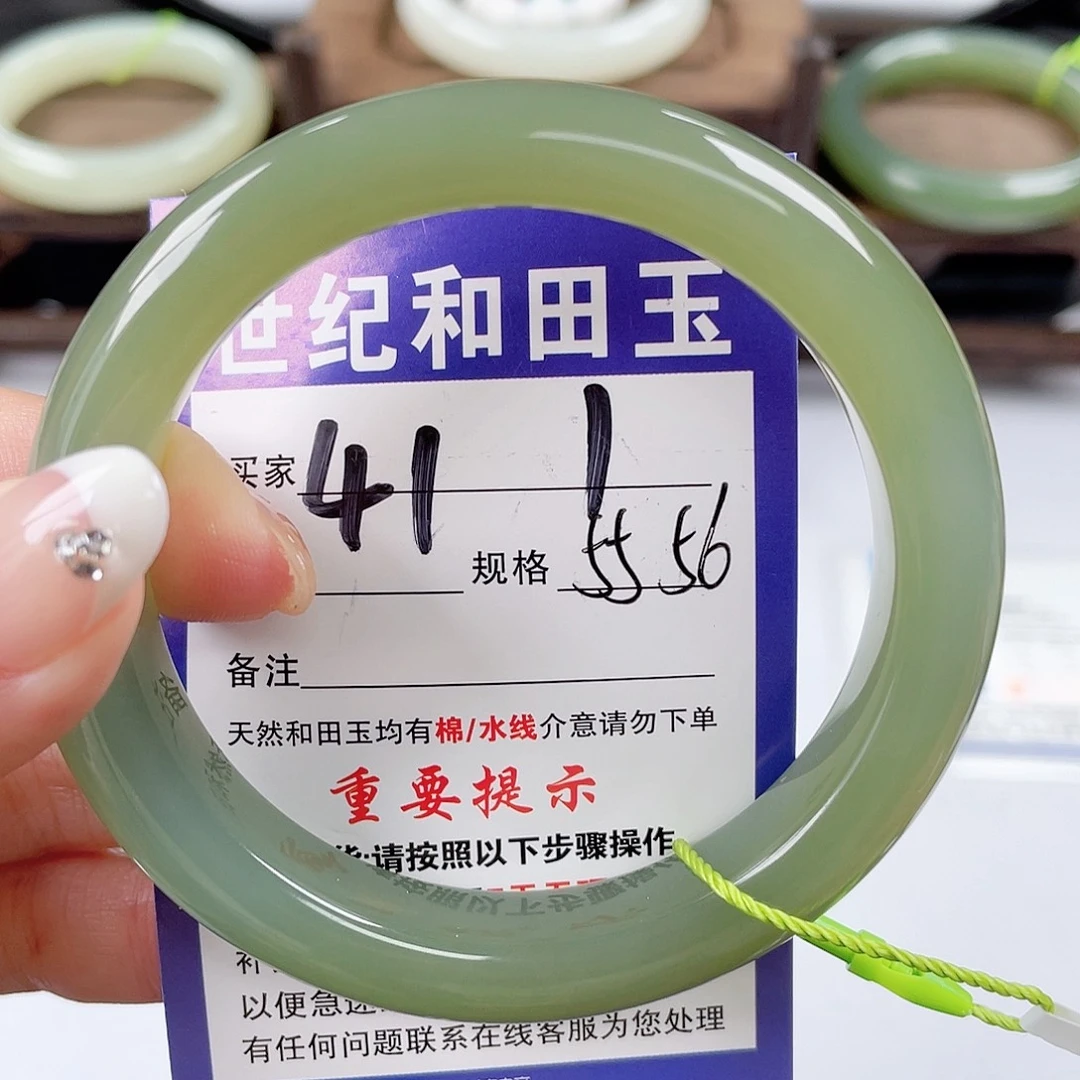 世纪和田玉
买家 41 1
规格 55 56
备注
天然和田玉均有棉/水线介意请勿下单
重要提示
请按照以下步骤操作
以便急速
有任何问题联系在线客服为您处理